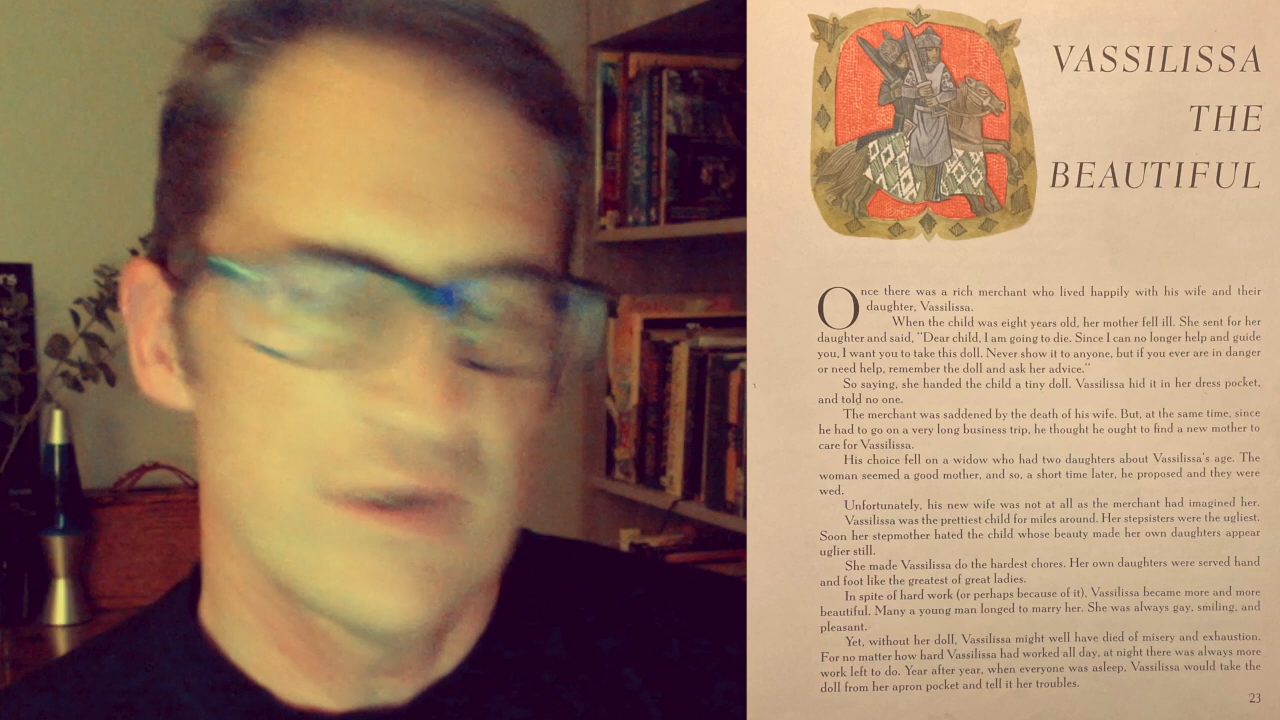 VASSILISSA
THE
BEAUTIFUL
Once there was a rich merchant who lived happily with his wife and their
daughter, Vassilissa.
When the child was eight years old, her mother fell ill. She sent for her
daughter and said, "Dear child, I am going to die. Since I can no longer help and guide
you, I want you to take this doll. Never show it to anyone, but if you ever are in danger
or need help, remember the doll and ask her advice."
So saying, she handed the child a tiny doll. Vassilissa hid it in her dress pocket,
and told no one.
The merchant was saddened by the death of his wife. But, at the same time, since
he had to go on a very long business trip, he thought he ought to find a new mother to
care for Vassilissa.
His choice fell on a widow who had two daughters about Vassilissa's age. The
woman seemed a good mother, and so, a short time later, he proposed and they were
wed.
Unfortunately, his new wife was not at all as the merchant had imagined her.
Vassilissa was the prettiest child for miles around. Her stepsisters were the ugliest.
Soon her stepmother hated the child whose beauty made her own daughters appear
uglier still.
She made Vassilissa do the hardest chores. Her own daughters were served hand
and foot like the greatest of great ladies.
In spite of hard work (or perhaps because of it), Vassilissa became more and more
beautiful. Many a young man longed to marry her. She was always gay, smiling, and
pleasant.
Yet, without her doll, Vassilissa might well have died of misery and exhaustion.
For no matter how hard Vassilissa had worked all day, at night there was always more
work left to do. Year after year, when everyone was asleep, Vassilissa would take the
doll from her apron pocket and tell it her troubles.
23